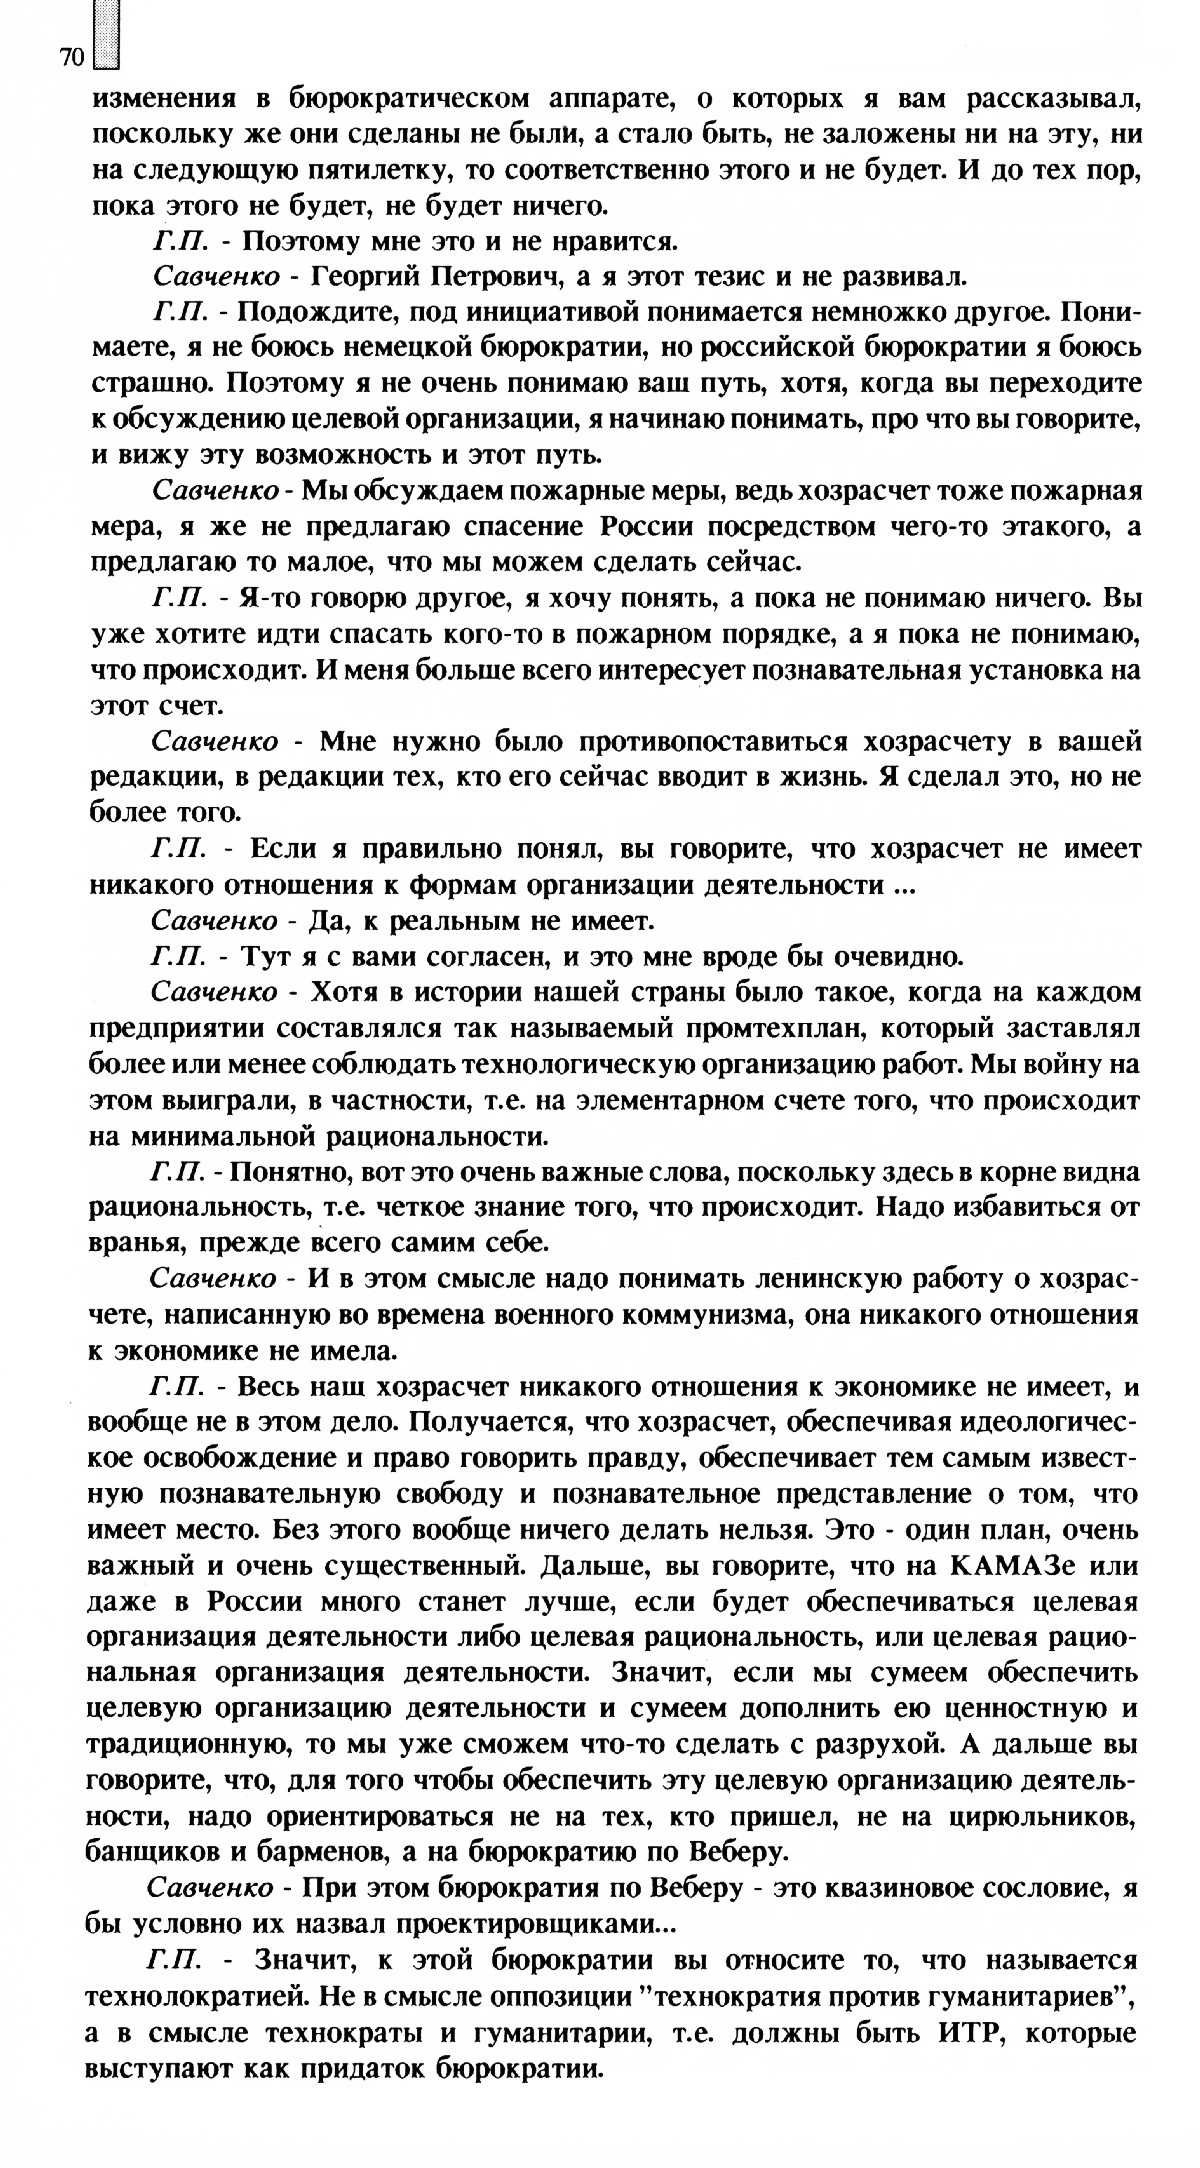 70
изменения в бюрократическом аппарате, о которых я вам рассказывал,
поскольку же они сделаны не были, а стало быть, не заложены ни на эту, ни
на следующую пятилетку, то соответственно этого и не будет. И до тех пор,
пока этого не будет, не будет ничего.
Г.П. - Поэтому мне это и не нравится.
Савченко - Георгий Петрович, а я этот тезис и не развивал.
Г.П. - Подождите, под инициативой понимается немножко другое. Пони-
маете, я не боюсь немецкой бюрократии, но российской бюрократии я боюсь
страшно. Поэтому я не очень понимаю ваш путь, хотя, когда вы переходите
к обсуждению целевой организации, я начинаю понимать, про что вы говорите,
и вижу эту возможность и этот путь.
Савченко - Мы обсуждаем пожарные меры, ведь хозрасчет тоже пожарная
мера, я же не предлагаю спасение России посредством чего-то этакого, а
предлагаю то малое, что мы можем сделать сейчас.
Г.П. - Я-то говорю другое, я хочу понять, а пока не понимаю ничего. Вы
уже хотите идти спасать кого-то в пожарном порядке, а я пока не понимаю,
что происходит. И меня больше всего интересует познавательная установка на
этот счет.
Савченко - Мне нужно было противопоставиться хозрасчету в вашей
редакции, в редакции тех, кто его сейчас вводит в жизнь. Я сделал это, но не
более того.
Г.П. - Если я правильно понял, вы говорите, что хозрасчет не имеет
никакого отношения к формам организации деятельности ...
Савченко - Да, к реальным не имеет.
Г.П. - Тут я с вами согласен, и это мне вроде бы очевидно.
Савченко - Хотя в истории нашей страны было такое, когда на каждом
предприятии составлялся так называемый промтехплан, который заставлял
более или менее соблюдать технологическую организацию работ. Мы войну на
этом выиграли, в частности, т.е. на элементарном счете того, что происходит
на минимальной рациональности.
Г.П. - Понятно, вот это очень важные слова, поскольку здесь в корне видна
рациональность, т.е. четкое знание того, что происходит. Надо избавиться от
вранья, прежде всего самим себе.
Савченко - И в этом смысле надо понимать ленинскую работу о хозрас-
чете, написанную во времена военного коммунизма, она никакого отношения
к экономике не имела.
Г.П. - Весь наш хозрасчет никакого отношения к экономике не имеет, и
вообще не в этом дело. Получается, что хозрасчет, обеспечивая идеологичес-
кое освобождение и право говорить правду, обеспечивает тем самым извест-
ную познавательную свободу и познавательное представление о том, что
имеет место. Без этого вообще ничего делать нельзя. Это - один план, очень
важный и очень существенный. Дальше, вы говорите, что на КАМАЗе или
даже в России много станет лучше, если будет обеспечиваться целевая
организация деятельности либо целевая рациональность, или целевая рацио-
нальная организация деятельности. Значит, если мы сумеем обеспечить
целевую организацию деятельности и сумеем дополнить ею ценностную и
традиционную, то мы уже сможем что-то сделать с разрухой. А дальше вы
говорите, что, для того чтобы обеспечить эту целевую организацию деятель-
ности, надо ориентироваться не на тех, кто пришел, не на цирюльников,
банщиков и барменов, а на бюрократию по Веберу.
Савченко - При этом бюрократия по Веберу - это квазиновое сословие, я
бы условно их назвал проектировщиками...
Г.П. - Значит, к этой бюрократии вы относите то, что называется
технолократией. Не в смысле оппозиции "технократия против гуманитариев",
а в смысле технократы и гуманитарии, т.е. должны быть ИТР, которые
выступают как придаток бюрократии.